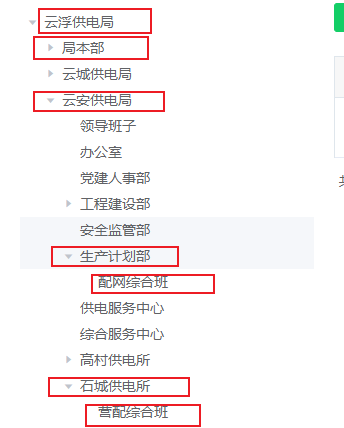 云浮供电局
局本部
云城供电局
云安供电局
领导班子
办公室
党建人事部
工程建设部
安全监管部
生产计划部
配网综合班
供电服务中心
综合服务中心
高村供电所
石城供电所
营配综合班